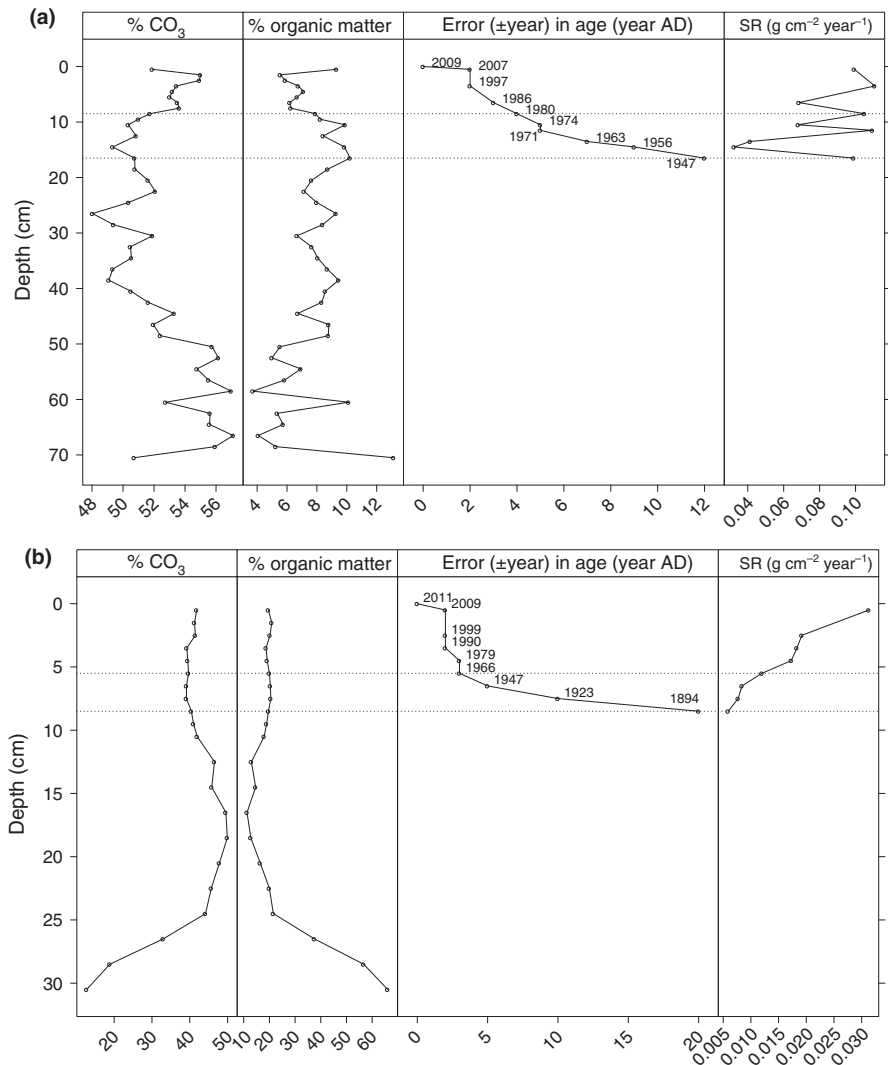 (a)
% CO₃ % organic matter Error (±year) in age (year AD) SR (g cm⁻² year⁻¹)
0 10 20 30 40 50 60 70
Depth (cm)
2009 2007
1997
1986
1980
1974
1971 1963 1956
1947
48 50 52 54 56 4 6 8 10 12 0 2 4 6 8 10 12 0.04 0.06 0.08 0.10
(b)
% CO₃ % organic matter Error (±year) in age (year AD) SR (g cm⁻² year⁻¹)
0 5 10 15 20 25 30
Depth (cm)
2011 2009
1999
1990
1979
1966
1947
1923
1894
20 30 40 50 10 20 30 40 50 60 0 5 10 15 20 0.005 0.010 0.015 0.020 0.025 0.030